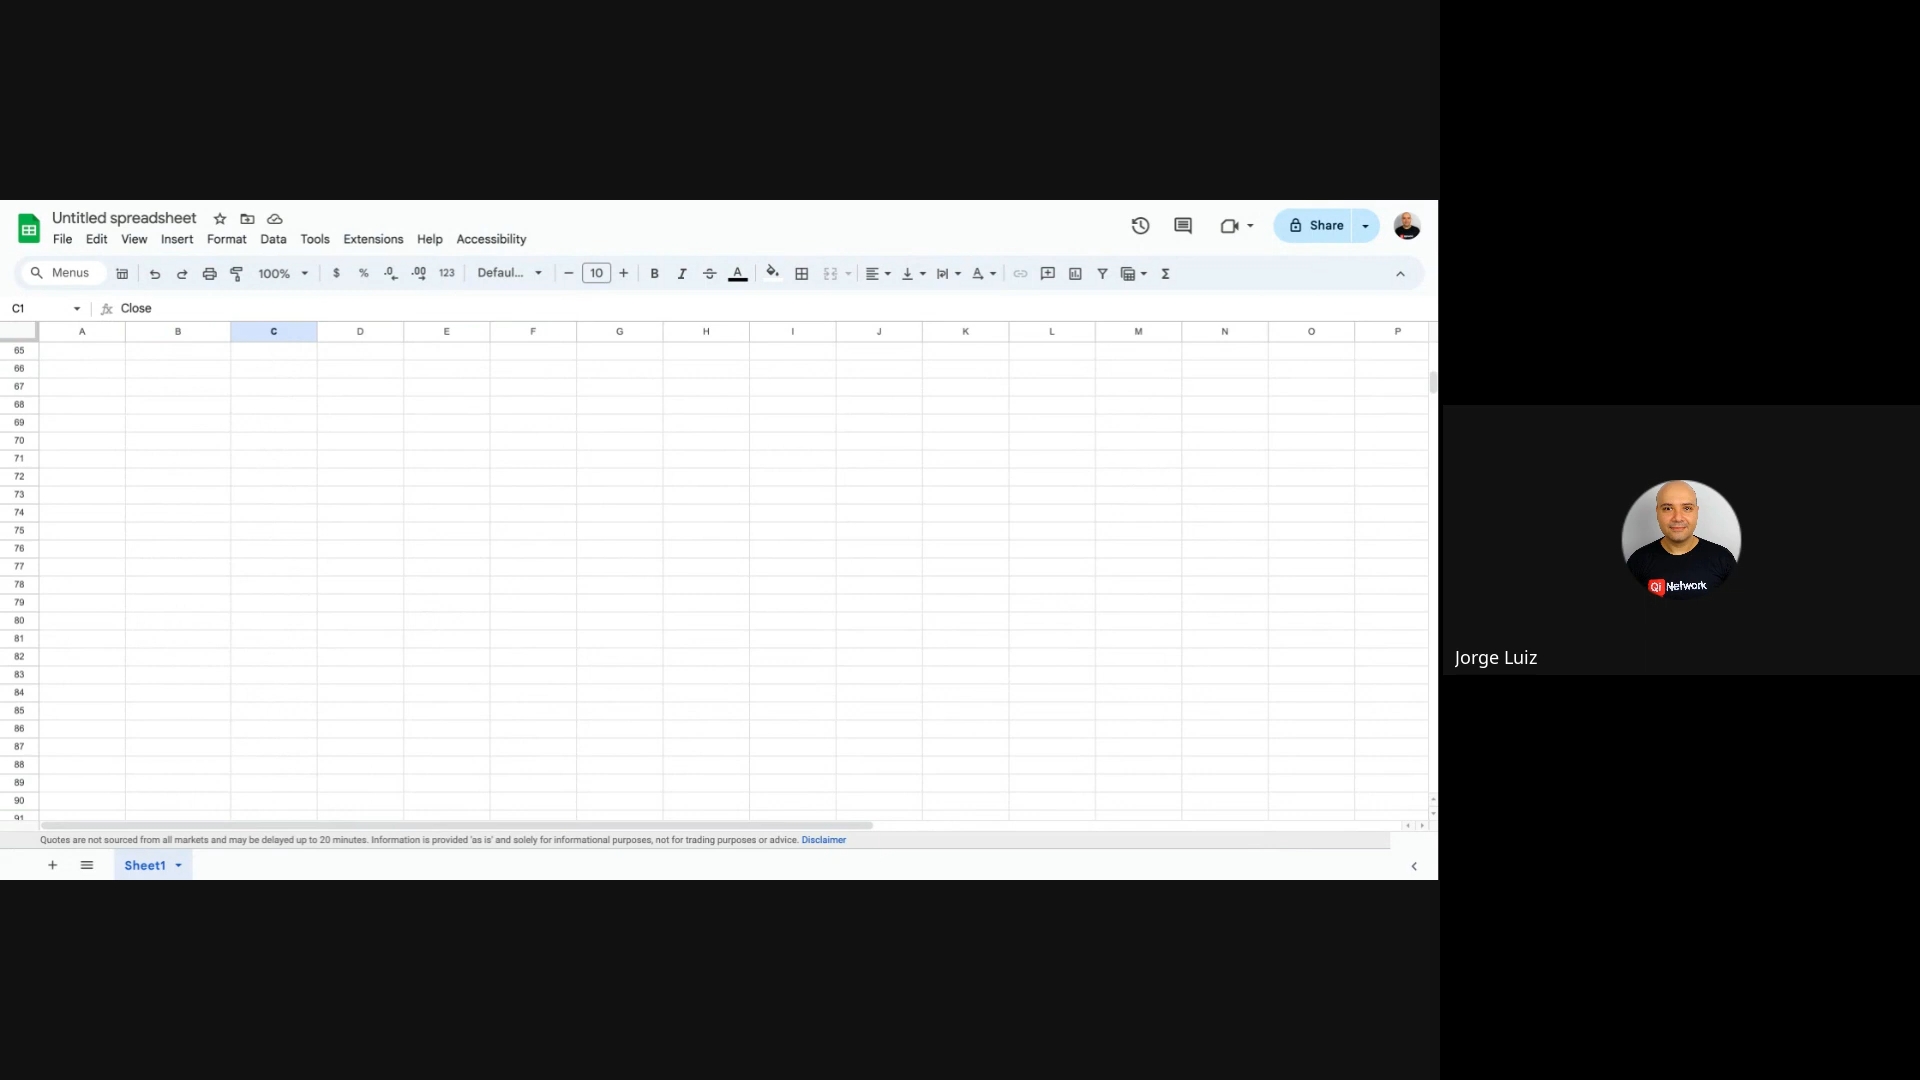 Untitled spreadsheet
File Edit View Insert Format Data Tools Extensions Help Accessibility
Share
Menus 100% $ % .0 .00 123 Defaul... 10 B I A Σ
C1 fx Close
A B C D E F G H I J K L M N O P
65
66
67
68
69
70
71
72
73
74
75
76
77
78
79
80
81
82
83
84
85
86
87
88
89
90
91
Quotes are not sourced from all markets and may be delayed up to 20 minutes. Information is provided 'as is' and solely for informational purposes, not for trading purposes or advice. Disclaimer
Sheet1
Qi Network
Jorge Luiz